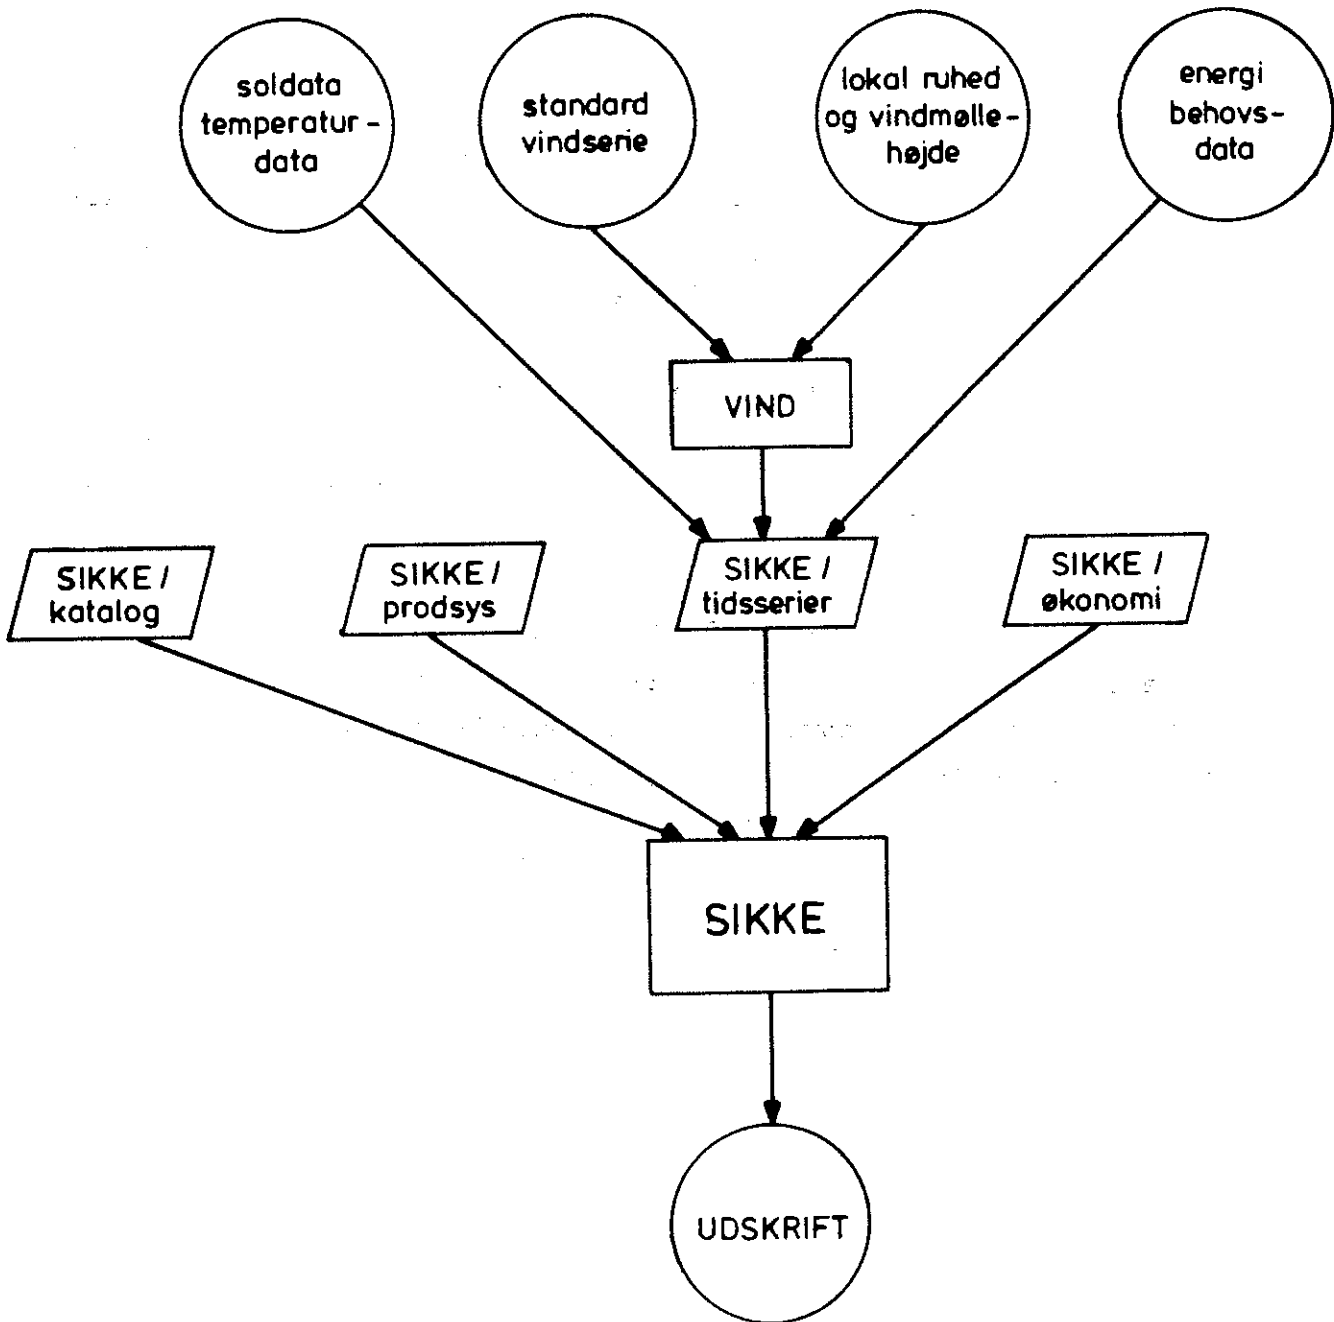 soldata
temperatur-
data
standard
vindserie
lokal ruhed
og vindmølle-
højde
energi
behovs-
data
VIND
SIKKE /
katalog
SIKKE /
prodsys
SIKKE /
tidsserier
SIKKE /
økonomi
SIKKE
UDSKRIFT